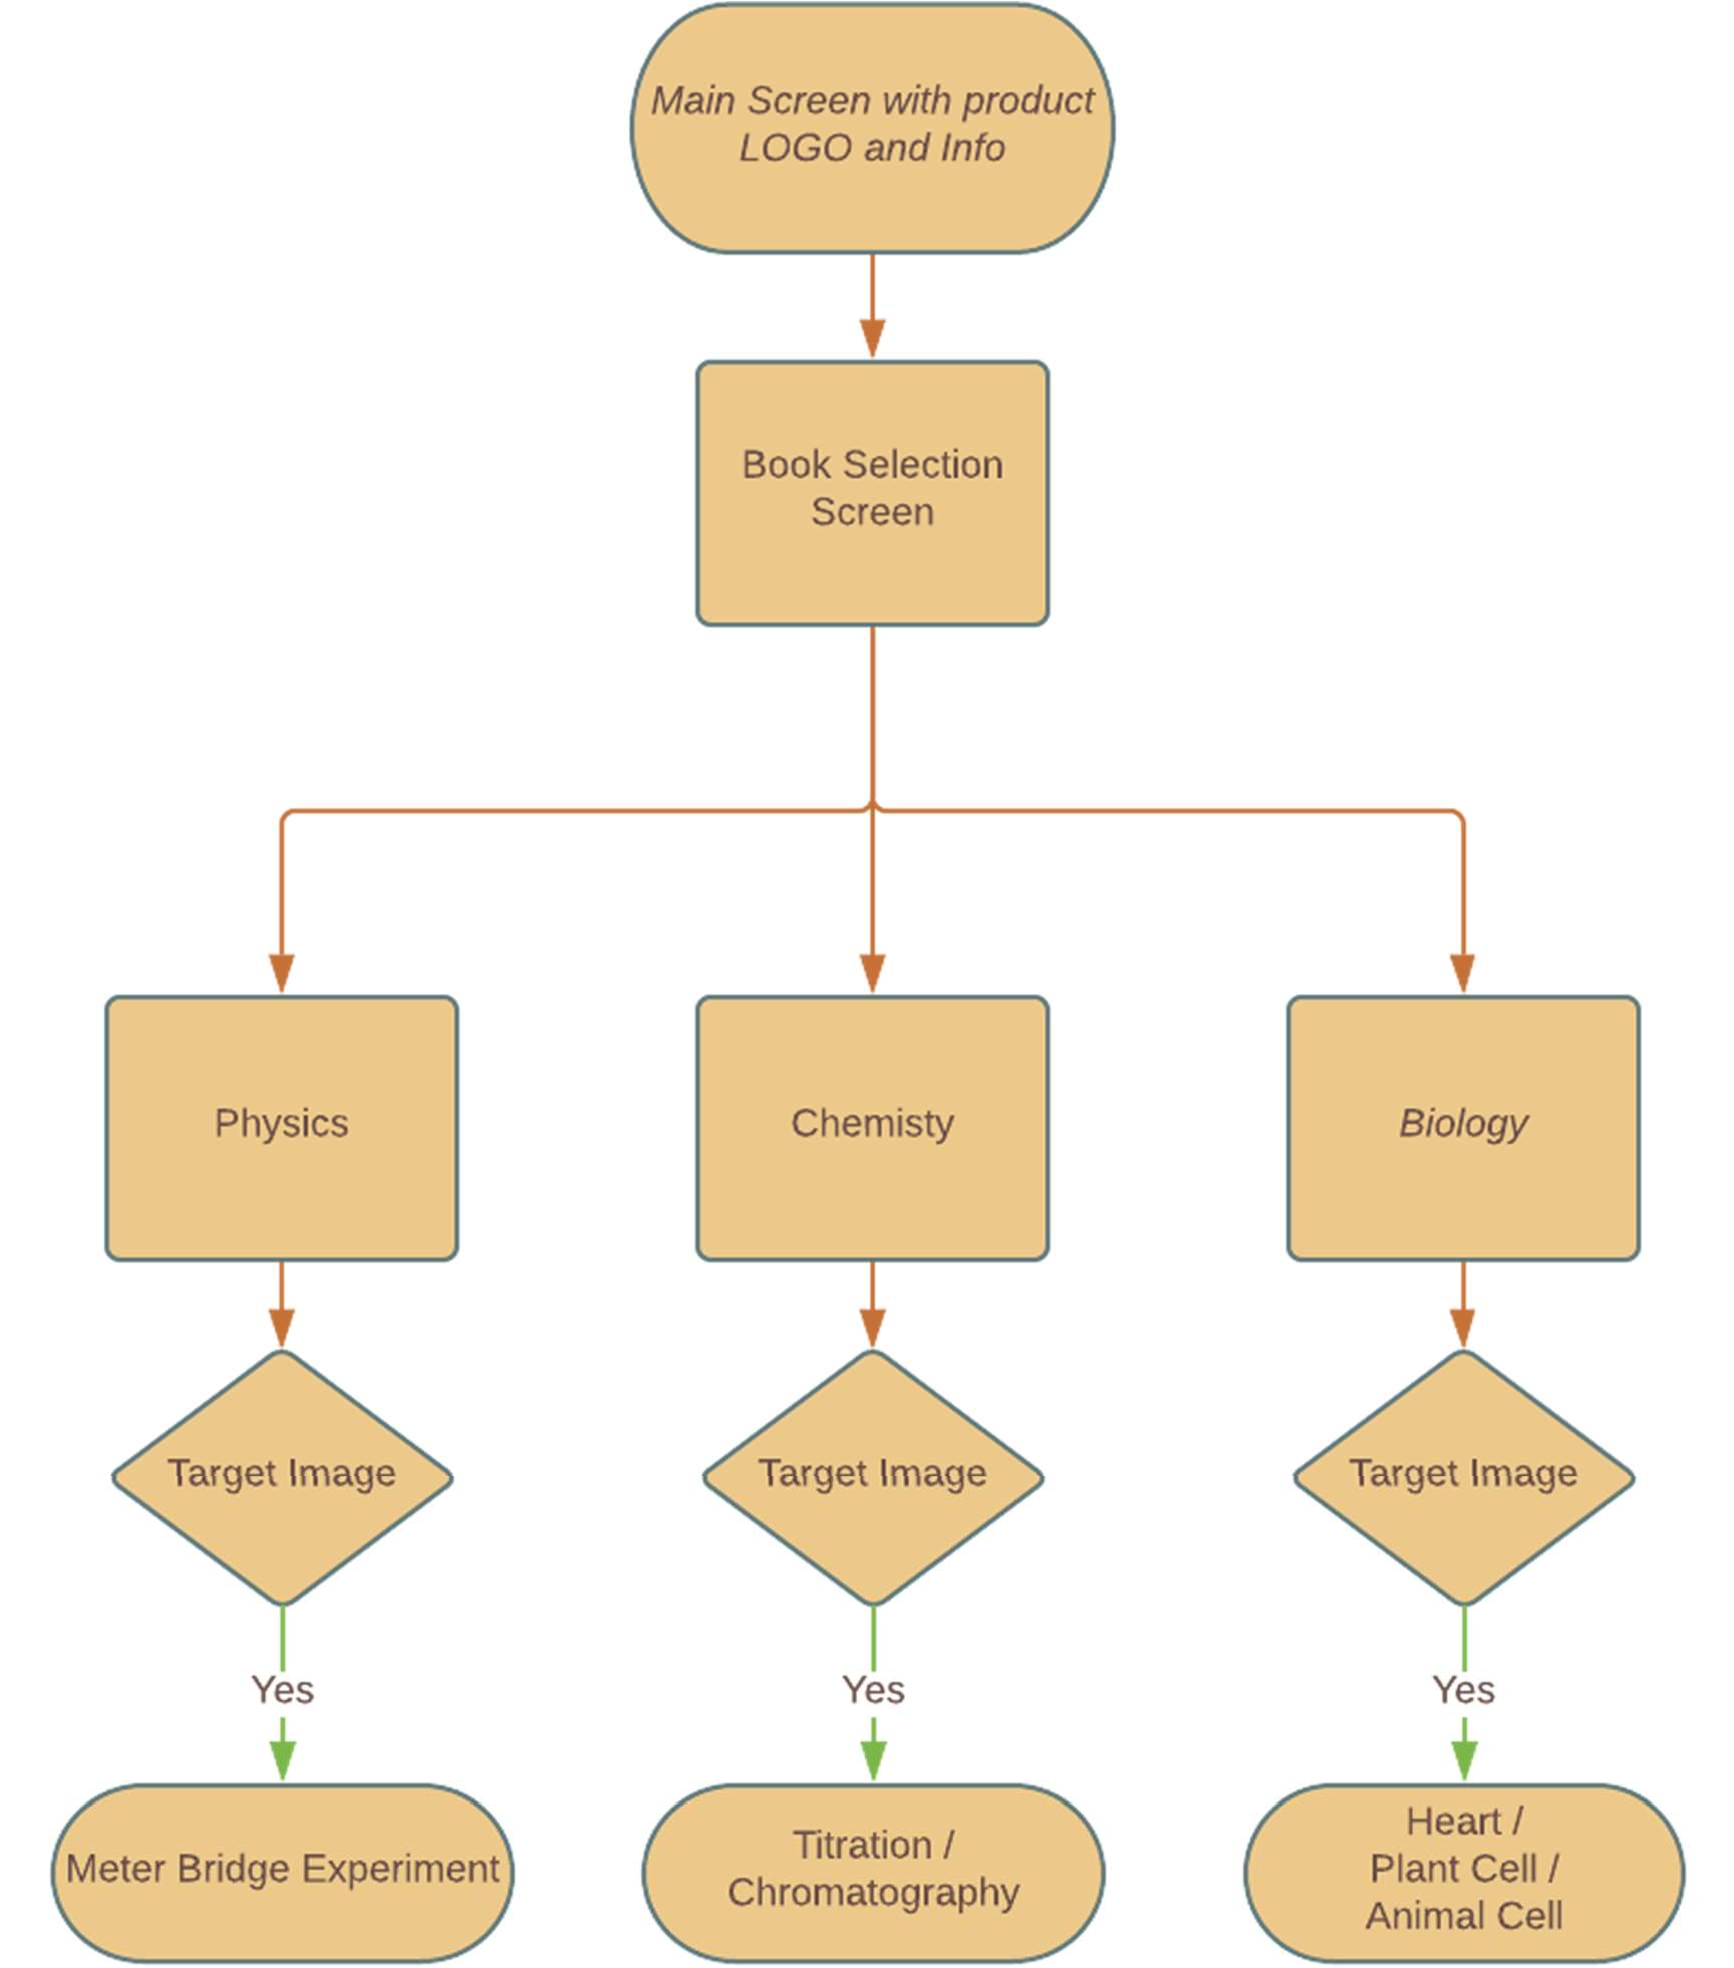 Main Screen with product
LOGO and Info
Book Selection
Screen
Physics
Chemisty
Biology
Target Image
Target Image
Target Image
Yes
Yes
Yes
Meter Bridge Experiment
Titration /
Chromatography
Heart /
Plant Cell /
Animal Cell